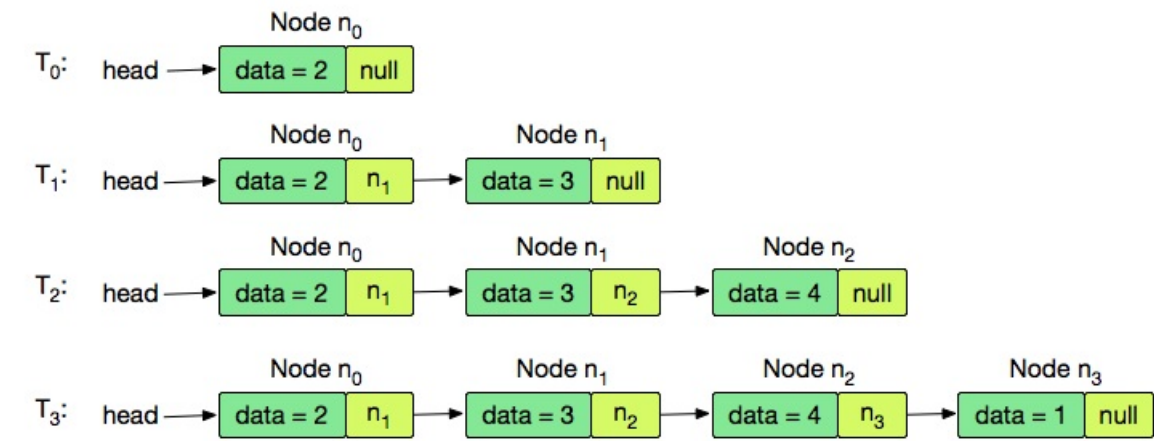 Node n₀
T₀: head data = 2 null
Node n₀ Node n₁
T₁: head data = 2 n₁ data = 3 null
Node n₀ Node n₁ Node n₂
T₂: head data = 2 n₁ data = 3 n₂ data = 4 null
Node n₀ Node n₁ Node n₂ Node n₃
T₃: head data = 2 n₁ data = 3 n₂ data = 4 n₃ data = 1 null